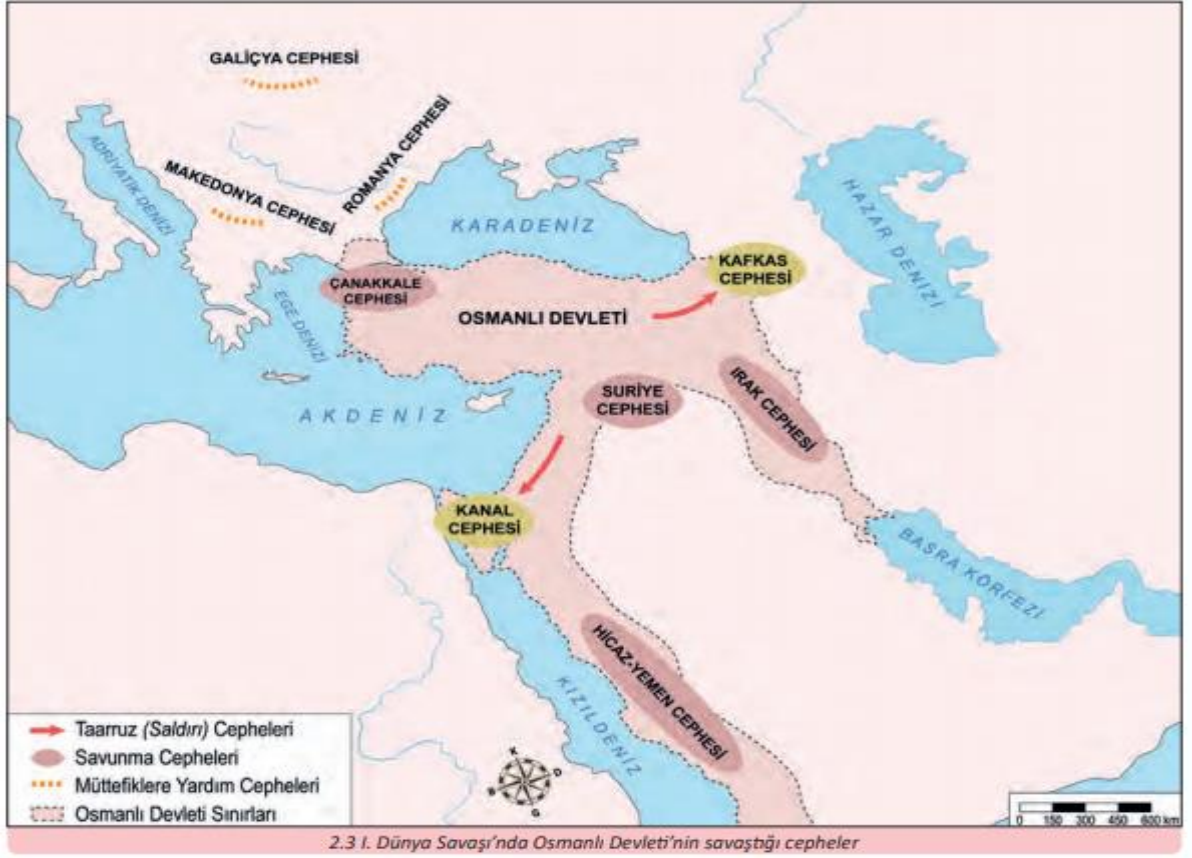 GALİÇYA CEPHESİ
ROMANYA CEPHESİ
MAKEDONYA CEPHESİ
ADRİYATİK DENİZİ
KARADENİZ
HAZAR DENİZİ
KAFKAS
CEPHESİ
ÇANAKKALE
CEPHESİ
EGE DENİZİ
OSMANLI DEVLETİ
SURİYE
CEPHESİ
IRAK CEPHESİ
AKDENİZ
KANAL
CEPHESİ
BASRA KÖRFEZİ
HİCAZ-YEMEN CEPHESİ
KIZILDENİZ
Taarruz (Saldırı) Cepheleri
Savunma Cepheleri
Müttefiklere Yardım Cepheleri
Osmanlı Devleti Sınırları
K
D
B
G
0 150 300 450 600 km
2.3 I. Dünya Savaşı'nda Osmanlı Devleti'nin savaştığı cepheler